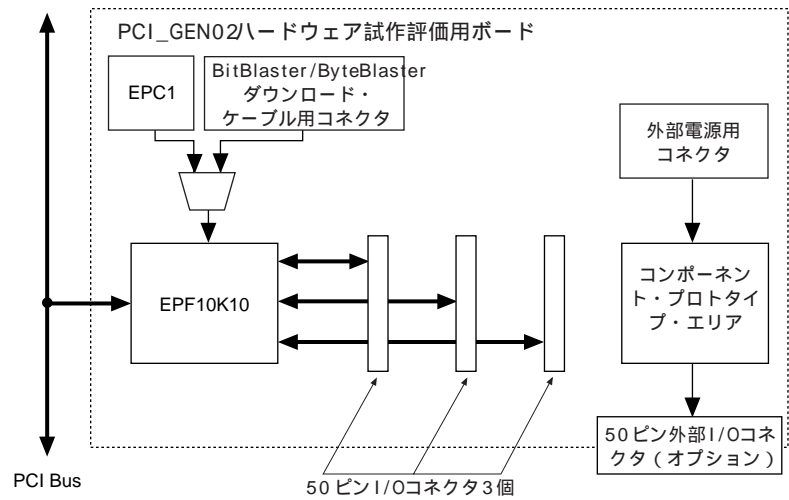 PCI_GEN02ハードウェア試作評価用ボード
EPC1
BitBlaster/ByteBlaster
ダウンロード・
ケーブル用コネクタ
外部電源用
コネクタ
EPF10K10
コンポーネン
ト・プロトタイ
プ・エリア
50ピン外部I/Oコネ
クタ(オプション)
PCI Bus
50ピンI/Oコネクタ3個